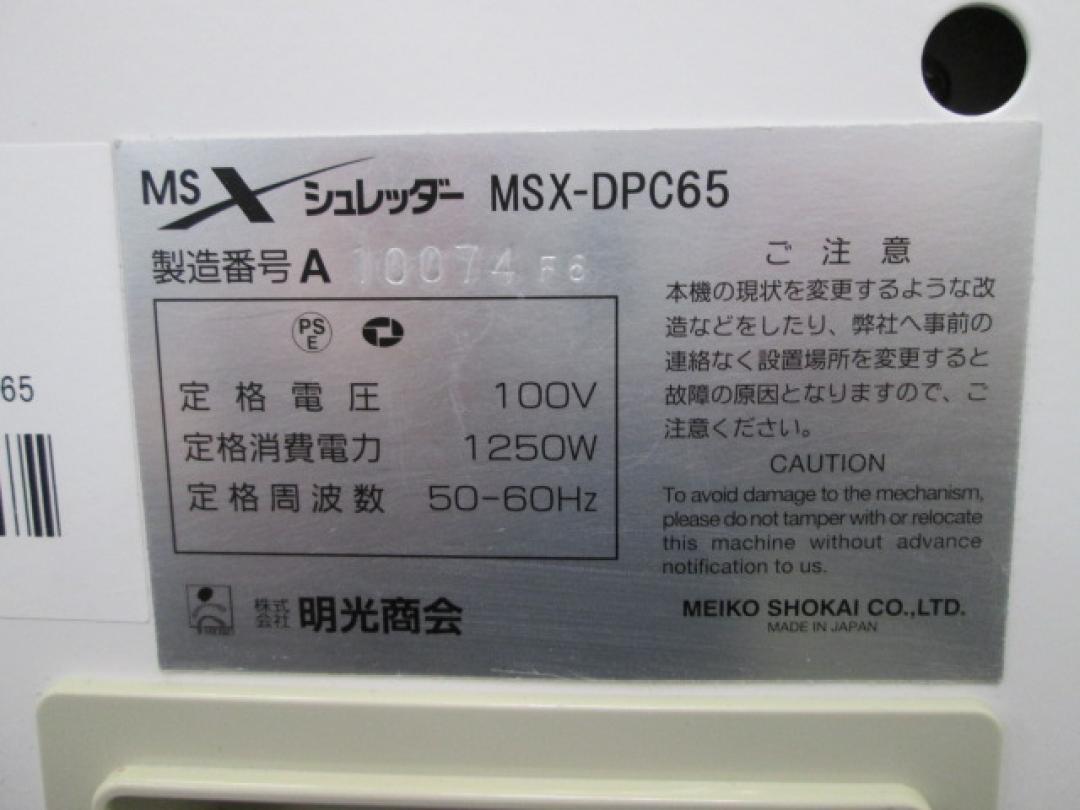 MSX シュレッダー MSX-DPC65
製造番号 A 10074 F6
PS
E
定格電圧 100V
定格消費電力 1250W
定格周波数 50-60Hz
株式
会社 明光商会
ご注意
本機の現状を変更するような改
造などをしたり、弊社へ事前の
連絡なく設置場所を変更すると
故障の原因となりますので、ご
注意ください。
CAUTION
To avoid damage to the mechanism,
please do not tamper with or relocate
this machine without advance
notification to us.
MEIKO SHOKAI CO.,LTD.
MADE IN JAPAN
65